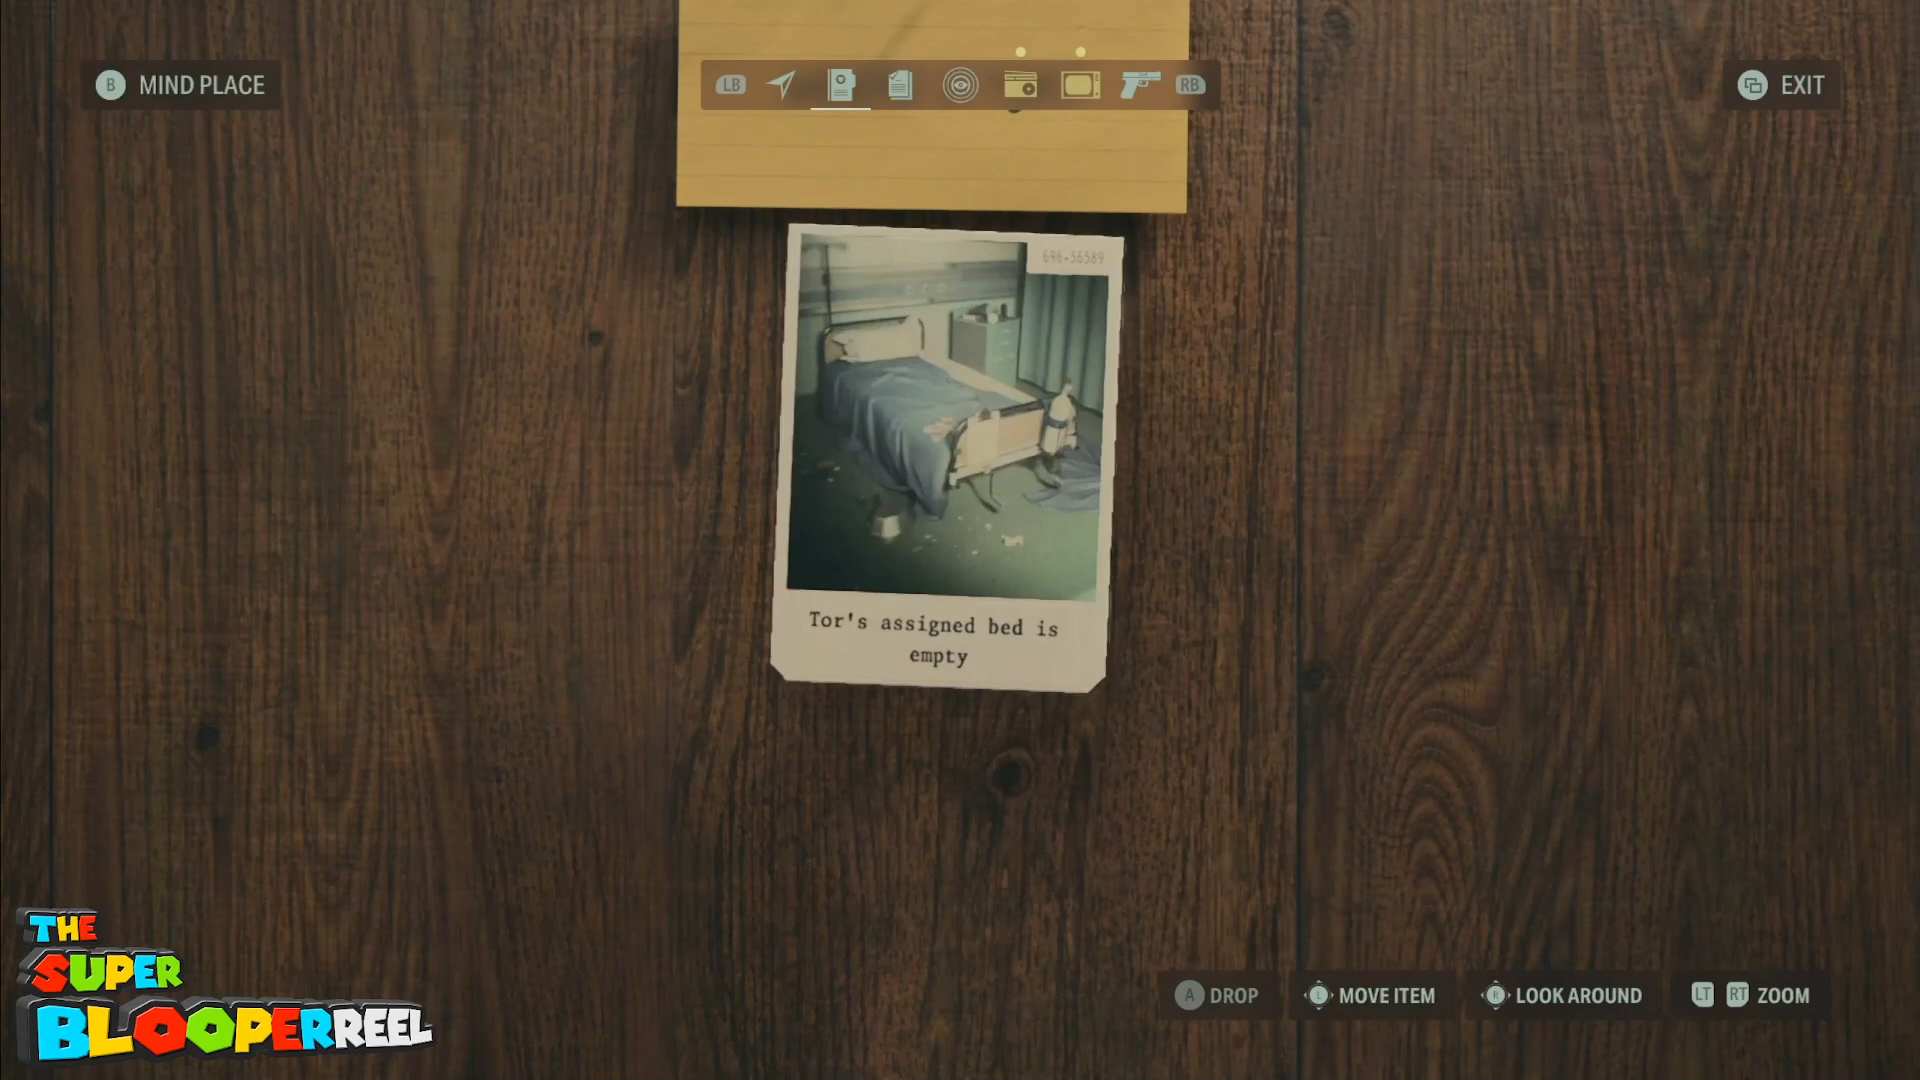 B MIND PLACE
LB
RB
EXIT
696-56589
Tor's assigned bed is
empty
A DROP
L MOVE ITEM
R LOOK AROUND
LT RT ZOOM
THE
SUPER
BLOOPERREEL